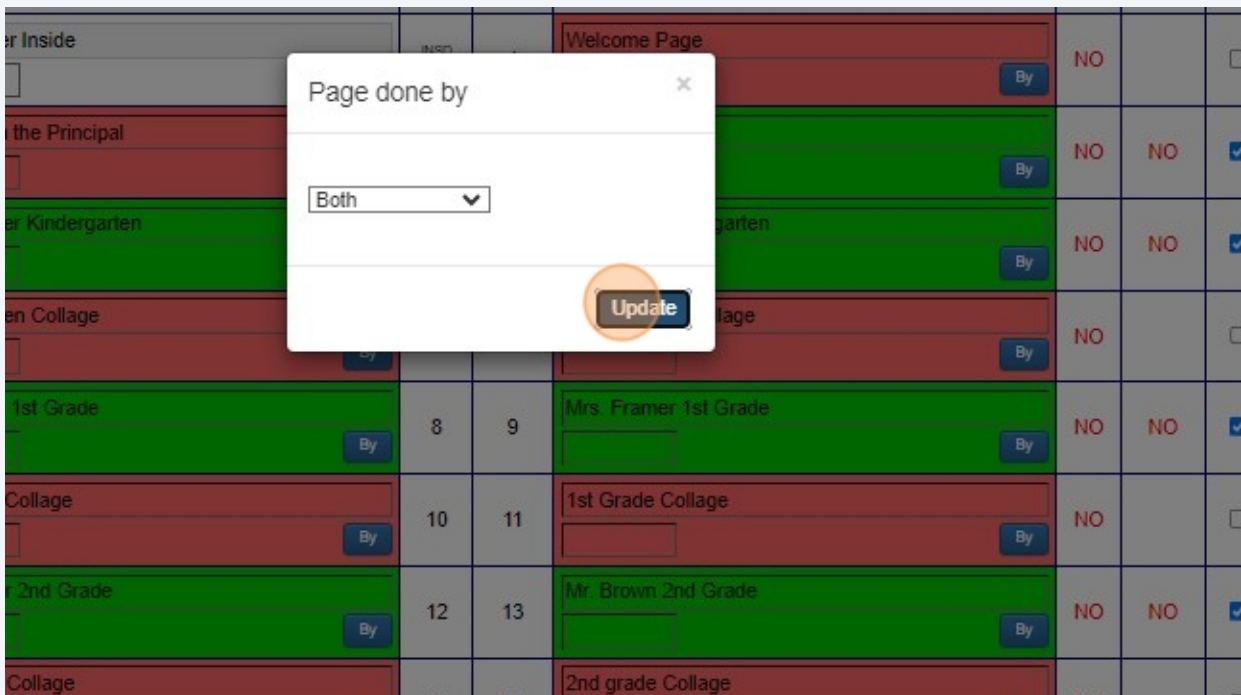 er Inside
Welcome Page
NO
By
Page done by
×
the Principal
NO NO
By
Both
er Kindergarten
garten
NO NO
By
Update
en Collage
lage
NO
By
By
1st Grade
8 9
Mrs. Framer 1st Grade
NO NO
By
By
Collage
10 11
1st Grade Collage
NO
By
By
r 2nd Grade
12 13
Mr. Brown 2nd Grade
NO NO
By
By
Collage
2nd grade Collage